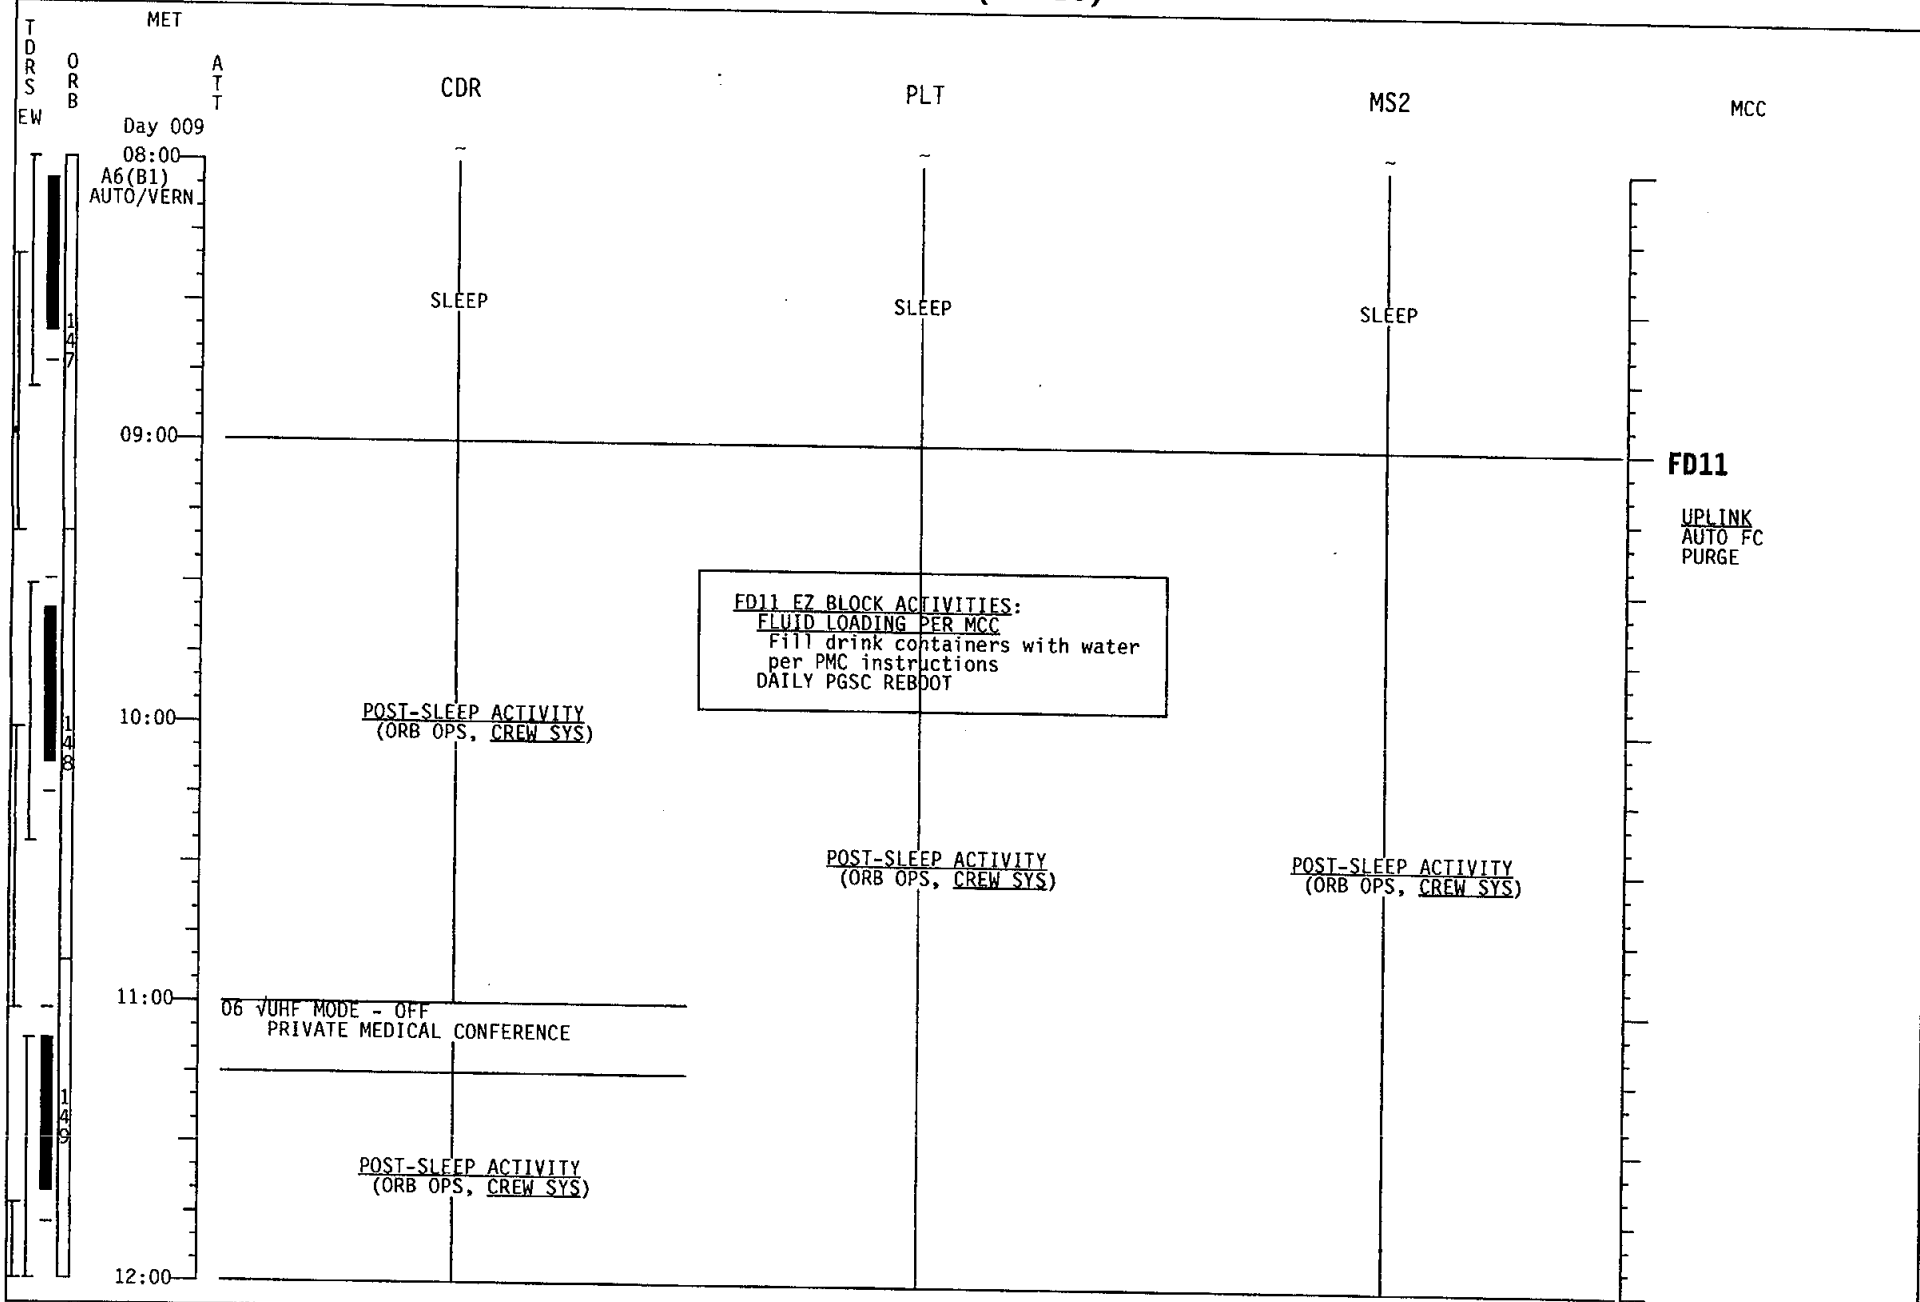 MET
TDRS
ORB
ATT
CDR
PLT
MS2
MCC
EW
Day 009
08:00
A6(B1)
AUTO/VERN
SLEEP
SLEEP
SLEEP
147
09:00
FD11
UPLINK
AUTO FC
PURGE
FD11 EZ BLOCK ACTIVITIES:
FLUID LOADING PER MCC
Fill drink containers with water
per PMC instructions
DAILY PGSC REBOOT
10:00
148
POST-SLEEP ACTIVITY
(ORB OPS, CREW SYS)
POST-SLEEP ACTIVITY
(ORB OPS, CREW SYS)
POST-SLEEP ACTIVITY
(ORB OPS, CREW SYS)
11:00
06 √UHF MODE - OFF
PRIVATE MEDICAL CONFERENCE
149
POST-SLEEP ACTIVITY
(ORB OPS, CREW SYS)
12:00